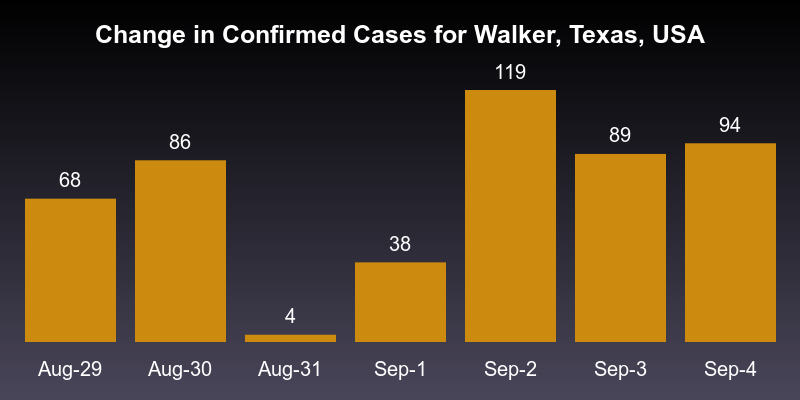 Change in Confirmed Cases for Walker, Texas, USA
68
86
4
38
119
89
94
Aug-29
Aug-30
Aug-31
Sep-1
Sep-2
Sep-3
Sep-4